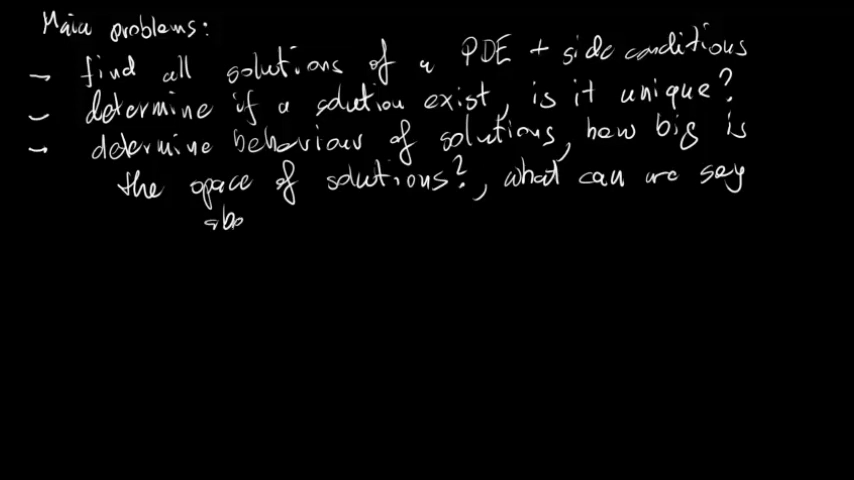 Main problems:
- find all solutions of a PDE + side conditions
- determine if a solution exist, is it unique?
- determine behaviour of solutions, how big is
the space of solutions?, what can we say
abo